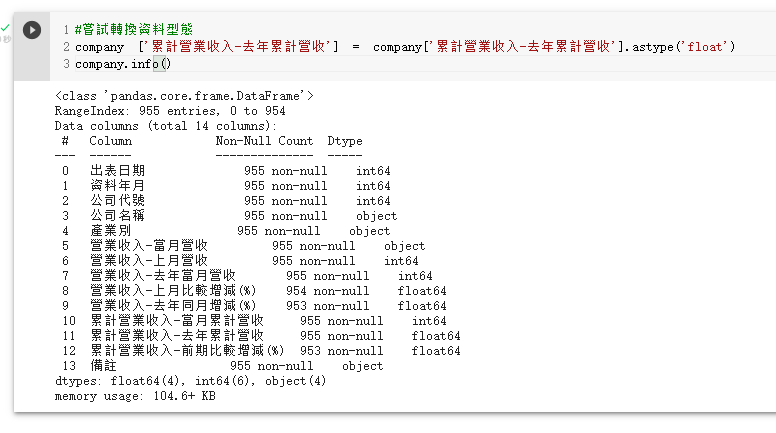 秒
1 #嘗試轉換資料型態
2 company ['累計營業收入-去年累計營收'] = company['累計營業收入-去年累計營收'].astype('float')
3 company.info()
<class 'pandas.core.frame.DataFrame'>
RangeIndex: 955 entries, 0 to 954
Data columns (total 14 columns):
# Column Non-Null Count Dtype
--- ------ -------------- -----
0 出表日期 955 non-null int64
1 資料年月 955 non-null int64
2 公司代號 955 non-null int64
3 公司名稱 955 non-null object
4 產業別 955 non-null object
5 營業收入-當月營收 955 non-null object
6 營業收入-上月營收 955 non-null int64
7 營業收入-去年當月營收 955 non-null int64
8 營業收入-上月比較增減(%) 954 non-null float64
9 營業收入-去年同月增減(%) 953 non-null float64
10 累計營業收入-當月累計營收 955 non-null int64
11 累計營業收入-去年累計營收 955 non-null float64
12 累計營業收入-前期比較增減(%) 953 non-null float64
13 備註 955 non-null object
dtypes: float64(4), int64(6), object(4)
memory usage: 104.6+ KB